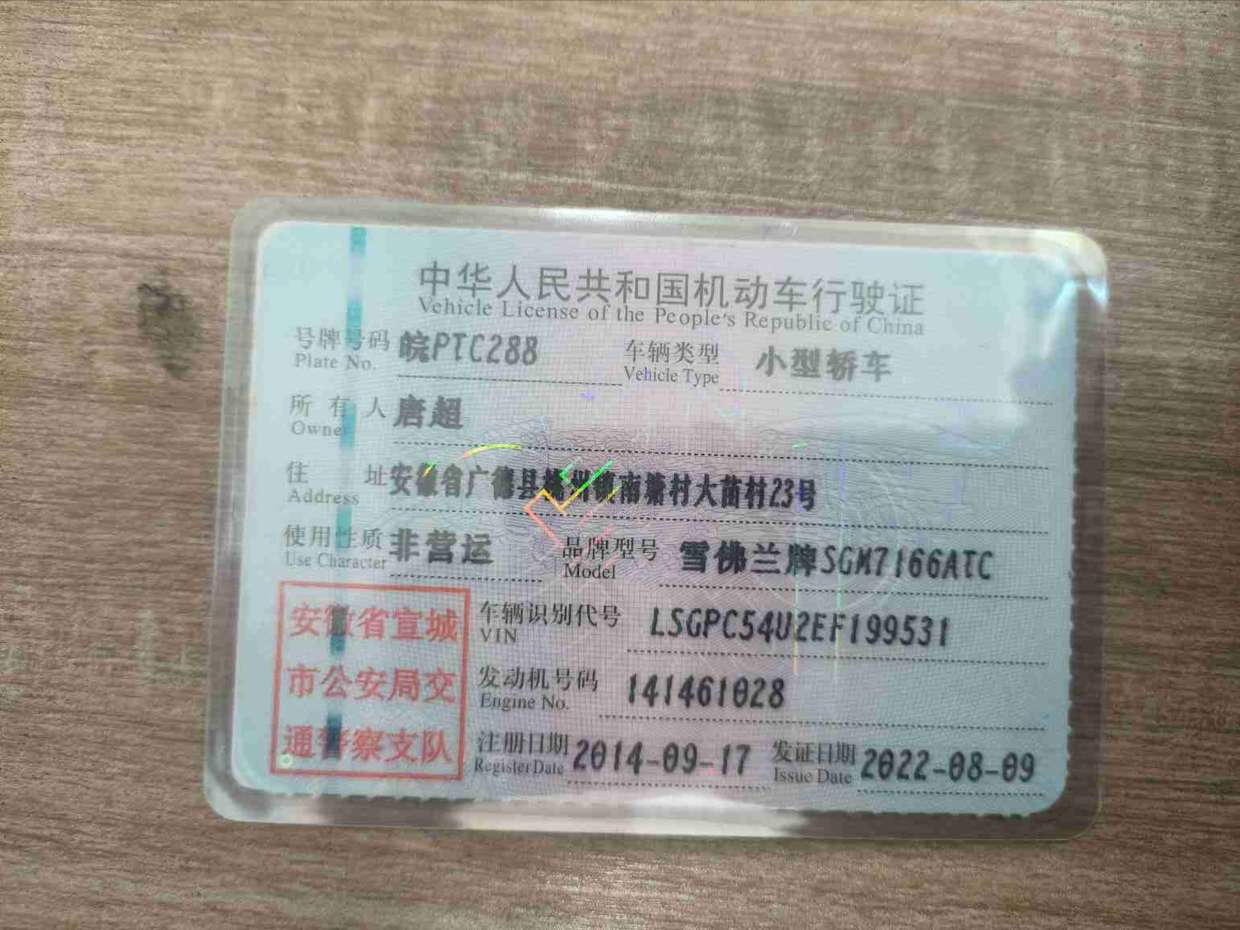 中华人民共和国机动车行驶证
Vehicle License of the People's Republic of China
号牌号码 皖PTC288 车辆类型 小型轿车
Plate No. Vehicle Type
所有人 唐超
Owner
住址 安徽省广德县 州镇南塘村大苗村23号
Address
使用性质 非营运 品牌型号 雪佛兰牌SGM7166ATC
Use Character Model
安徽省宣城
市公安局交
通警察支队
车辆识别代号 LSGPC54U2EF199531
VIN
发动机号码 141461028
Engine No.
注册日期 2014-09-17 发证日期 2022-08-09
Register Date Issue Date